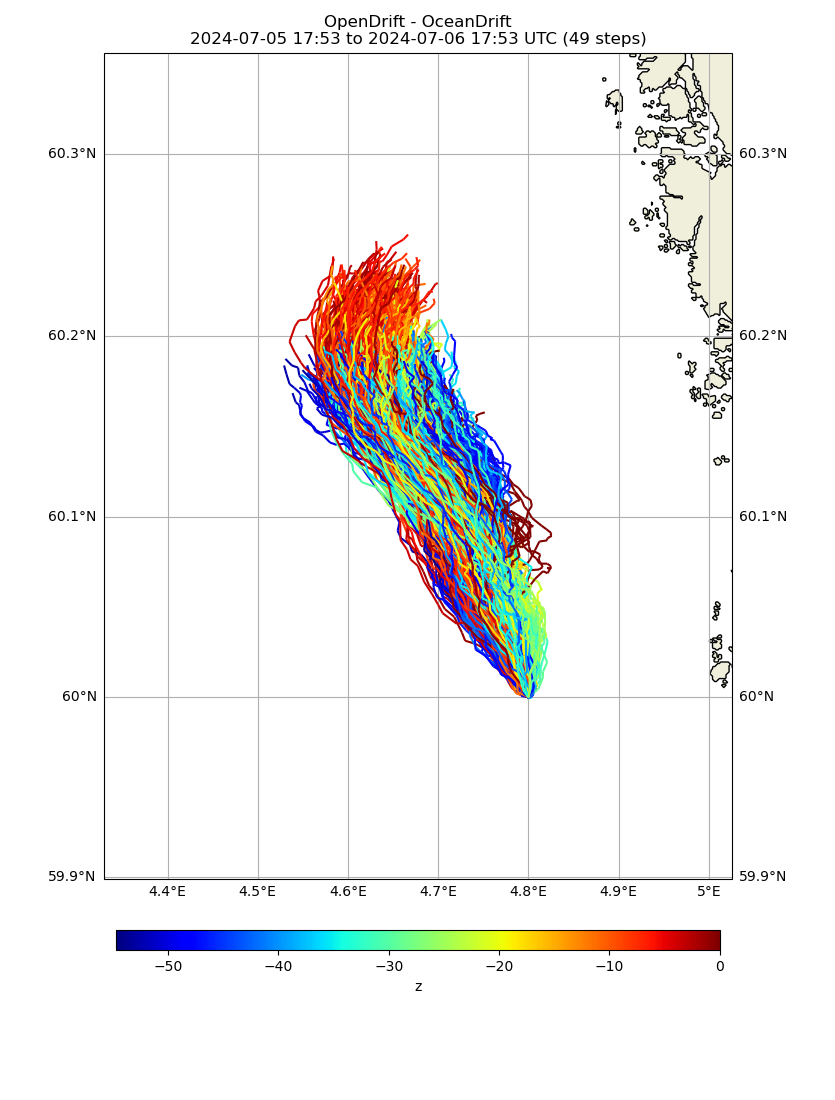 OpenDrift - OceanDrift
2024-07-05 17:53 to 2024-07-06 17:53 UTC (49 steps)
60.3°N 60.3°N
60.2°N 60.2°N
60.1°N 60.1°N
60°N 60°N
59.9°N 59.9°N
4.4°E 4.5°E 4.6°E 4.7°E 4.8°E 4.9°E 5°E
−50 −40 −30 −20 −10 0
z